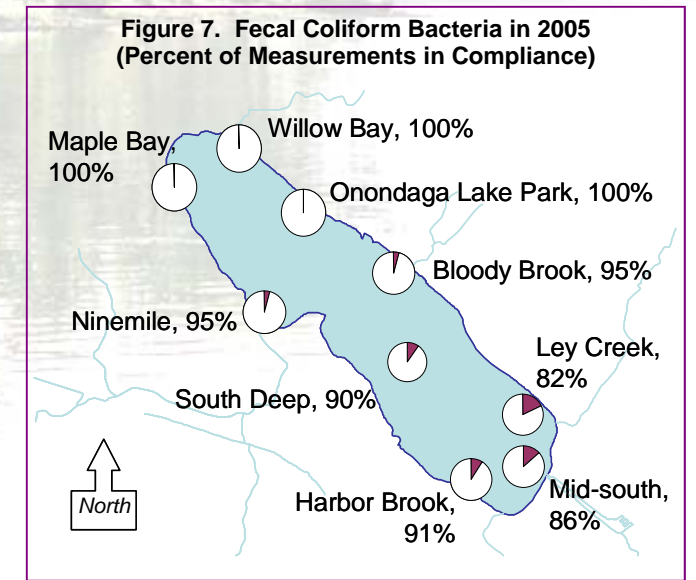 Figure 7.  Fecal Coliform Bacteria in 2005
(Percent of Measurements in Compliance)
Willow Bay, 100%
Maple Bay,
100%
Onondaga Lake Park, 100%
Bloody Brook, 95%
Ninemile, 95%
Ley Creek,
82%
South Deep, 90%
North
Harbor Brook,
91%
Mid-south,
86%